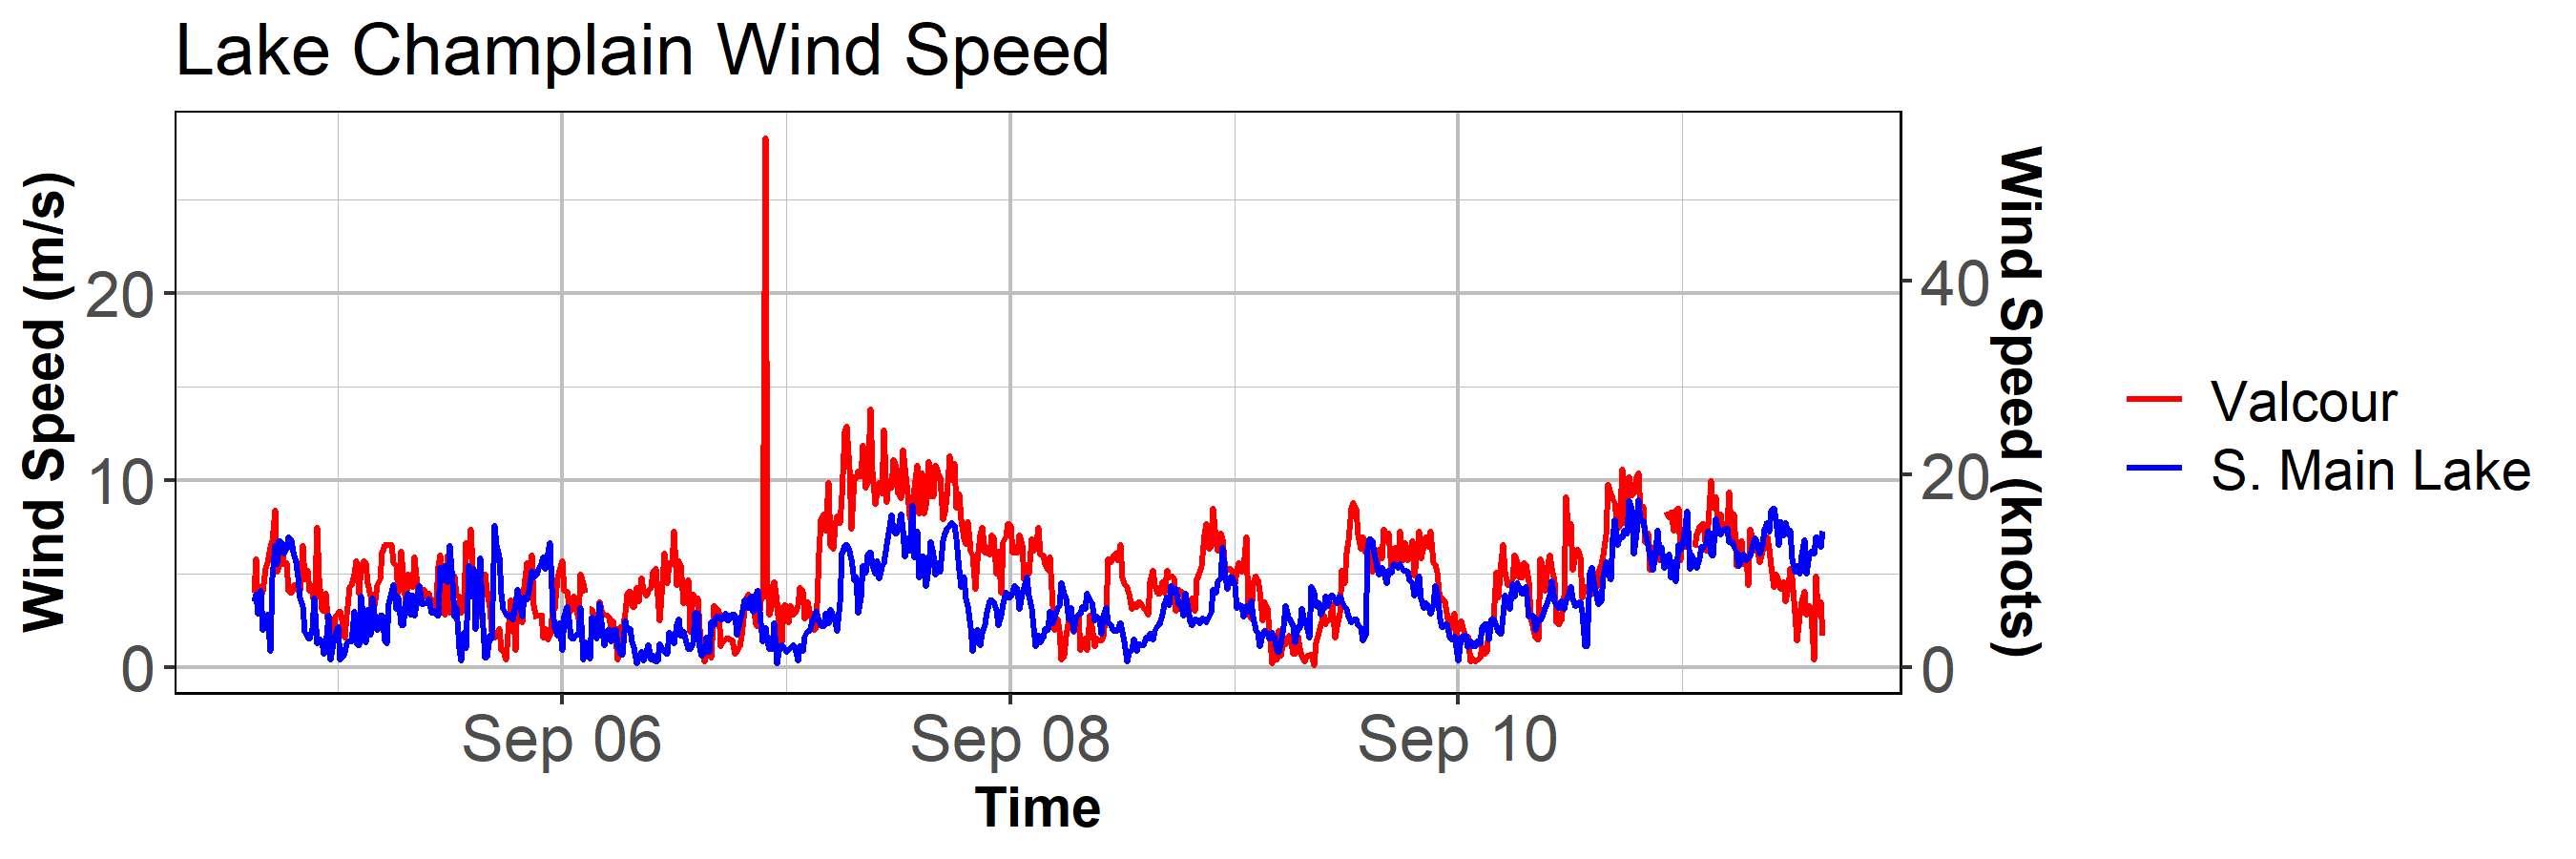 Lake Champlain Wind Speed
Wind Speed (m/s)
20
10
0
40
20
0
Wind Speed (knots)
Sep 06
Sep 08
Sep 10
Time
Valcour
S. Main Lake